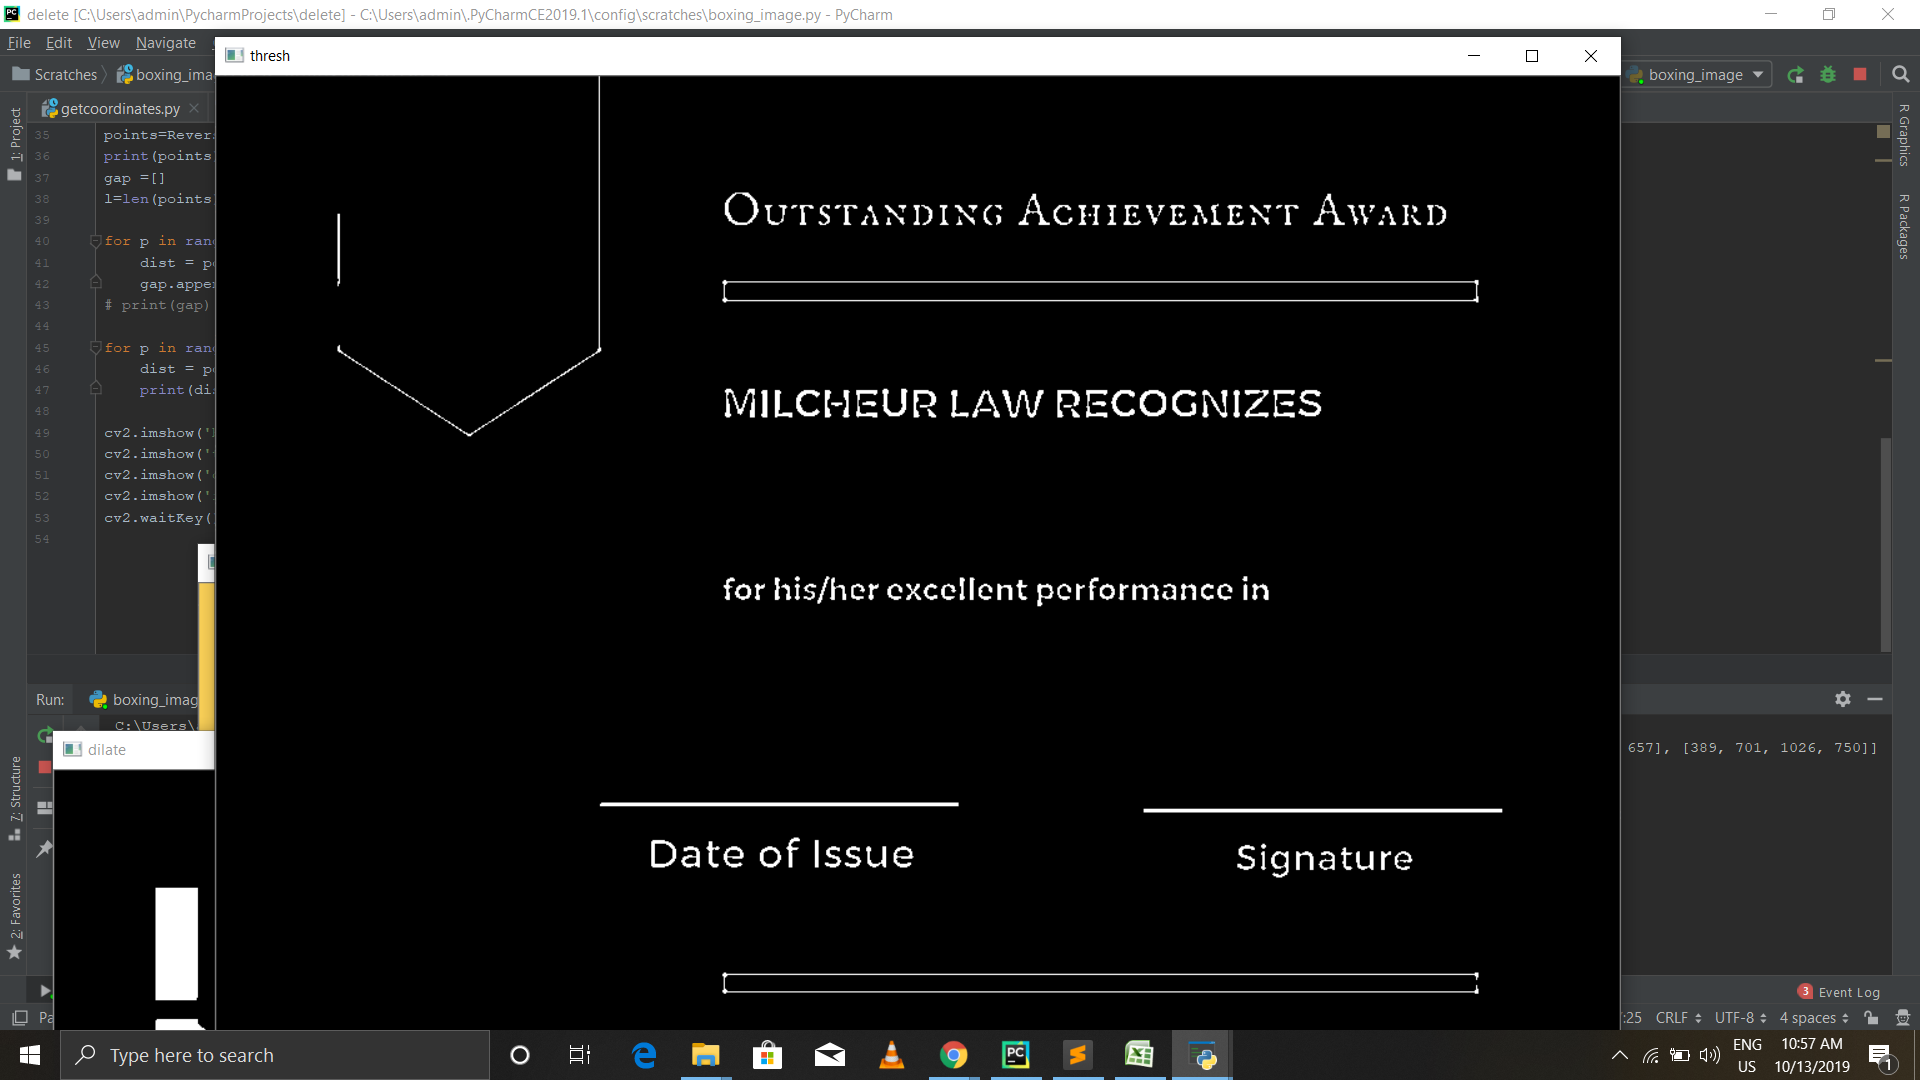 delete [C:\Users\admin\PycharmProjects\delete] - C:\Users\admin\.PyCharmCE2019.1\config\scratches\boxing_image.py - PyCharm
File Edit View Navigate
thresh
Scratches boxing_ima
boxing_image
getcoordinates.py
1: Project
R Graphics
R Packages
35 points=Rever
36 print(points
37 gap =[]
38 l=len(points
39
40 for p in ran
41 dist = p
42 gap.appe
43 # print(gap)
44
45 for p in ran
46 dist = p
47 print(di
48
49 cv2.imshow('
50 cv2.imshow('
51 cv2.imshow('
52 cv2.imshow('
53 cv2.waitKey(
54
OUTSTANDING ACHIEVEMENT AWARD
MILCHEUR LAW RECOGNIZES
for his/her excellent performance in
Date of Issue
Signature
Run: boxing_imag
C:\Users\
657], [389, 701, 1026, 750]]
dilate
7: Structure
2: Favorites
3 Event Log
Pa
:25 CRLF UTF-8 4 spaces
Type here to search
ENG
US
10:57 AM
10/13/2019
1